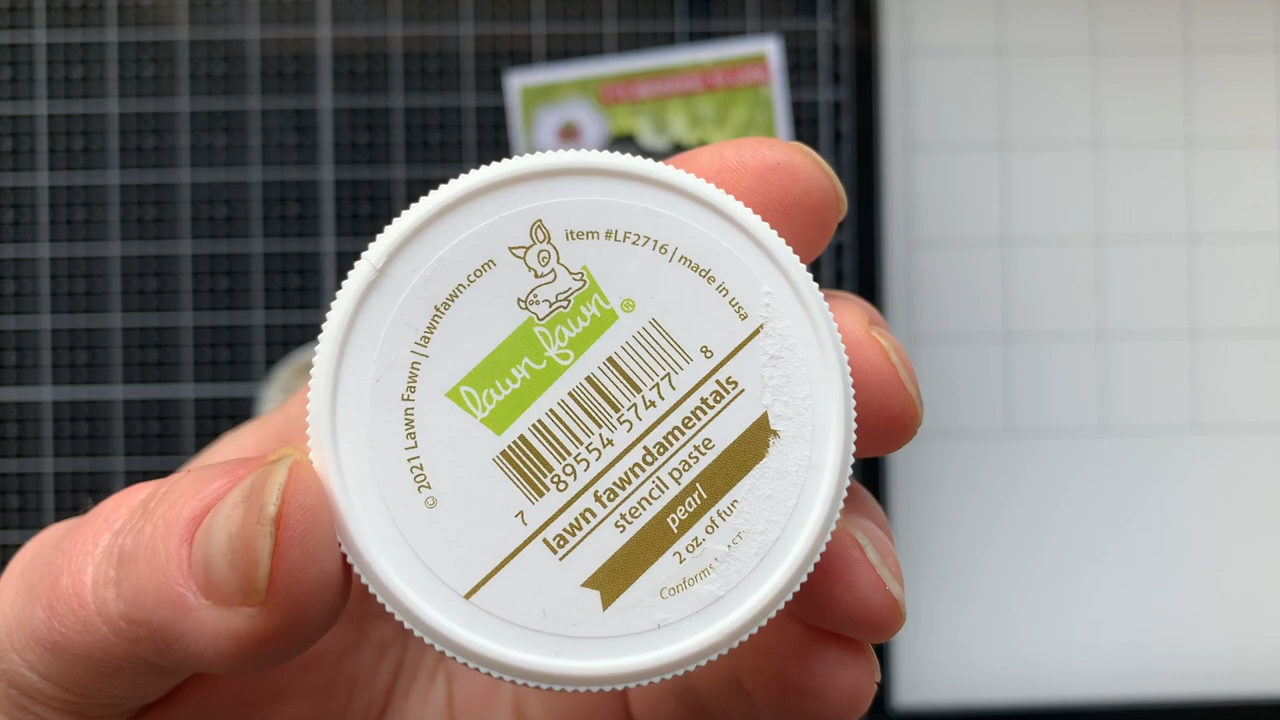 © 2021 Lawn Fawn | lawnfawn.com
item #LF2716 | made in usa
lawn fawn®
7 89554 57477 8
lawn fawndamentals
stencil paste
pearl
2 oz. of fun
Conforms